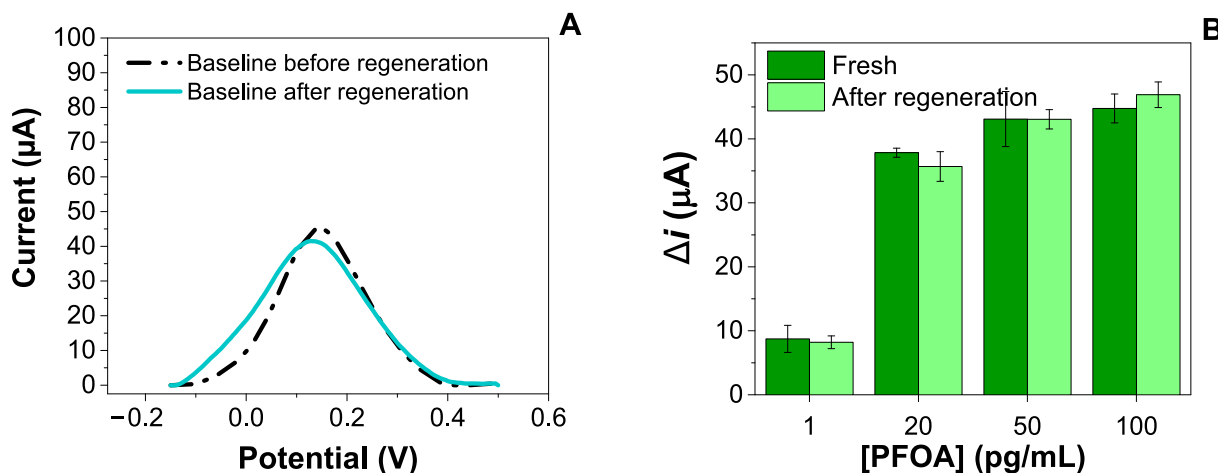 A
Baseline before regeneration
Baseline after regeneration
100
90
80
70
60
50
40
30
20
10
0
Current (µA)
−0.2
0.0
0.2
0.4
0.6
Potential (V)
B
Fresh
After regeneration
50
40
30
20
10
0
Δi (µA)
1
20
50
100
[PFOA] (pg/mL)